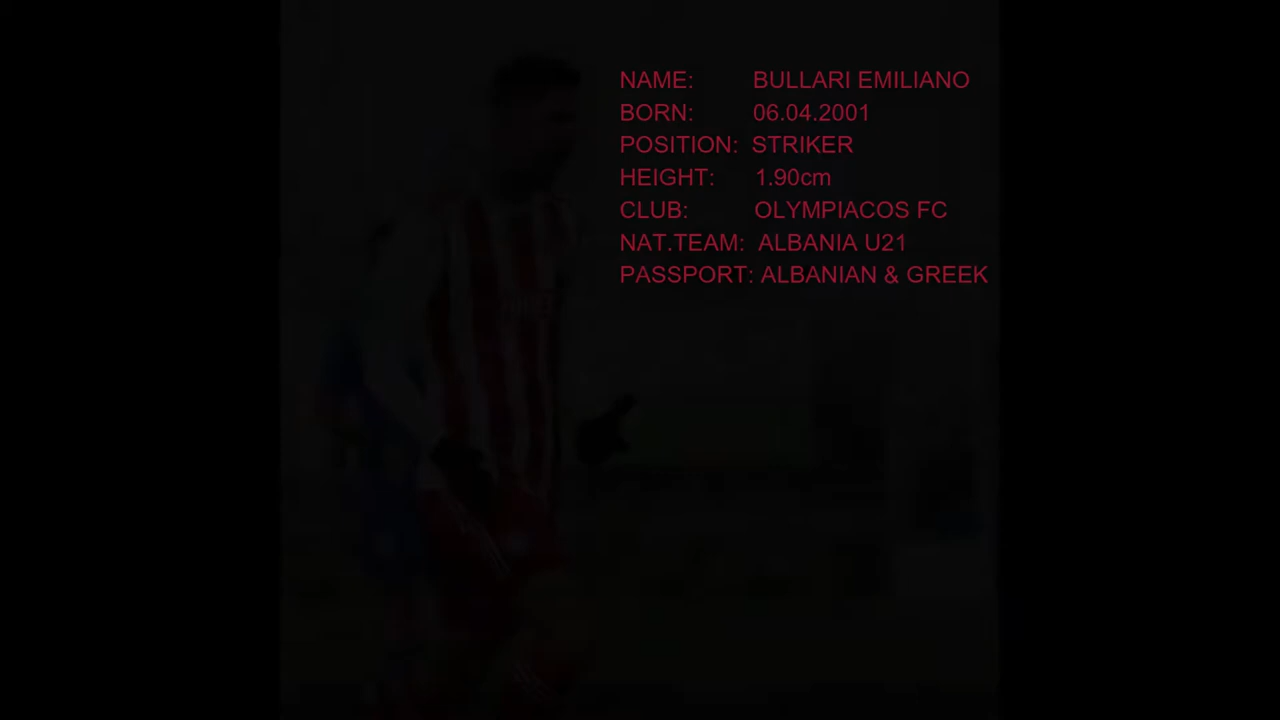 NAME: BULLARI EMILIANO
BORN: 06.04.2001
POSITION: STRIKER
HEIGHT: 1.90cm
CLUB: OLYMPIACOS FC
NAT.TEAM: ALBANIA U21
PASSPORT: ALBANIAN & GREEK